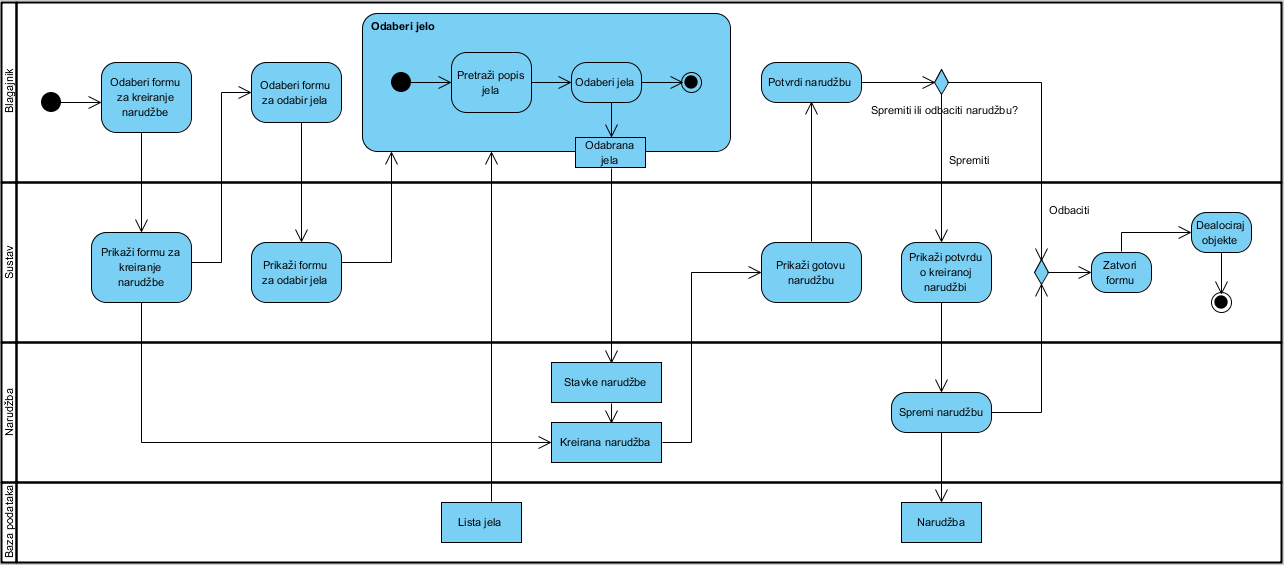 Blagajnik
Odaberi formu
za kreiranje
narudžbe
Odaberi formu
za odabir jela
Odaberi jelo
Pretraži popis
jela
Odaberi jela
Odabrana
jela
Potvrdi narudžbu
Spremiti ili odbaciti narudžbu?
Spremiti
Sustav
Prikaži formu za
kreiranje
narudžbe
Prikaži formu
za odabir jela
Prikaži gotovu
narudžbu
Prikaži potvrdu
o kreiranoj
narudžbi
Odbaciti
Zatvori
formu
Dealociraj
objekte
Narudžba
Stavke narudžbe
Kreirana narudžba
Spremi narudžbu
Baza podataka
Lista jela
Narudžba